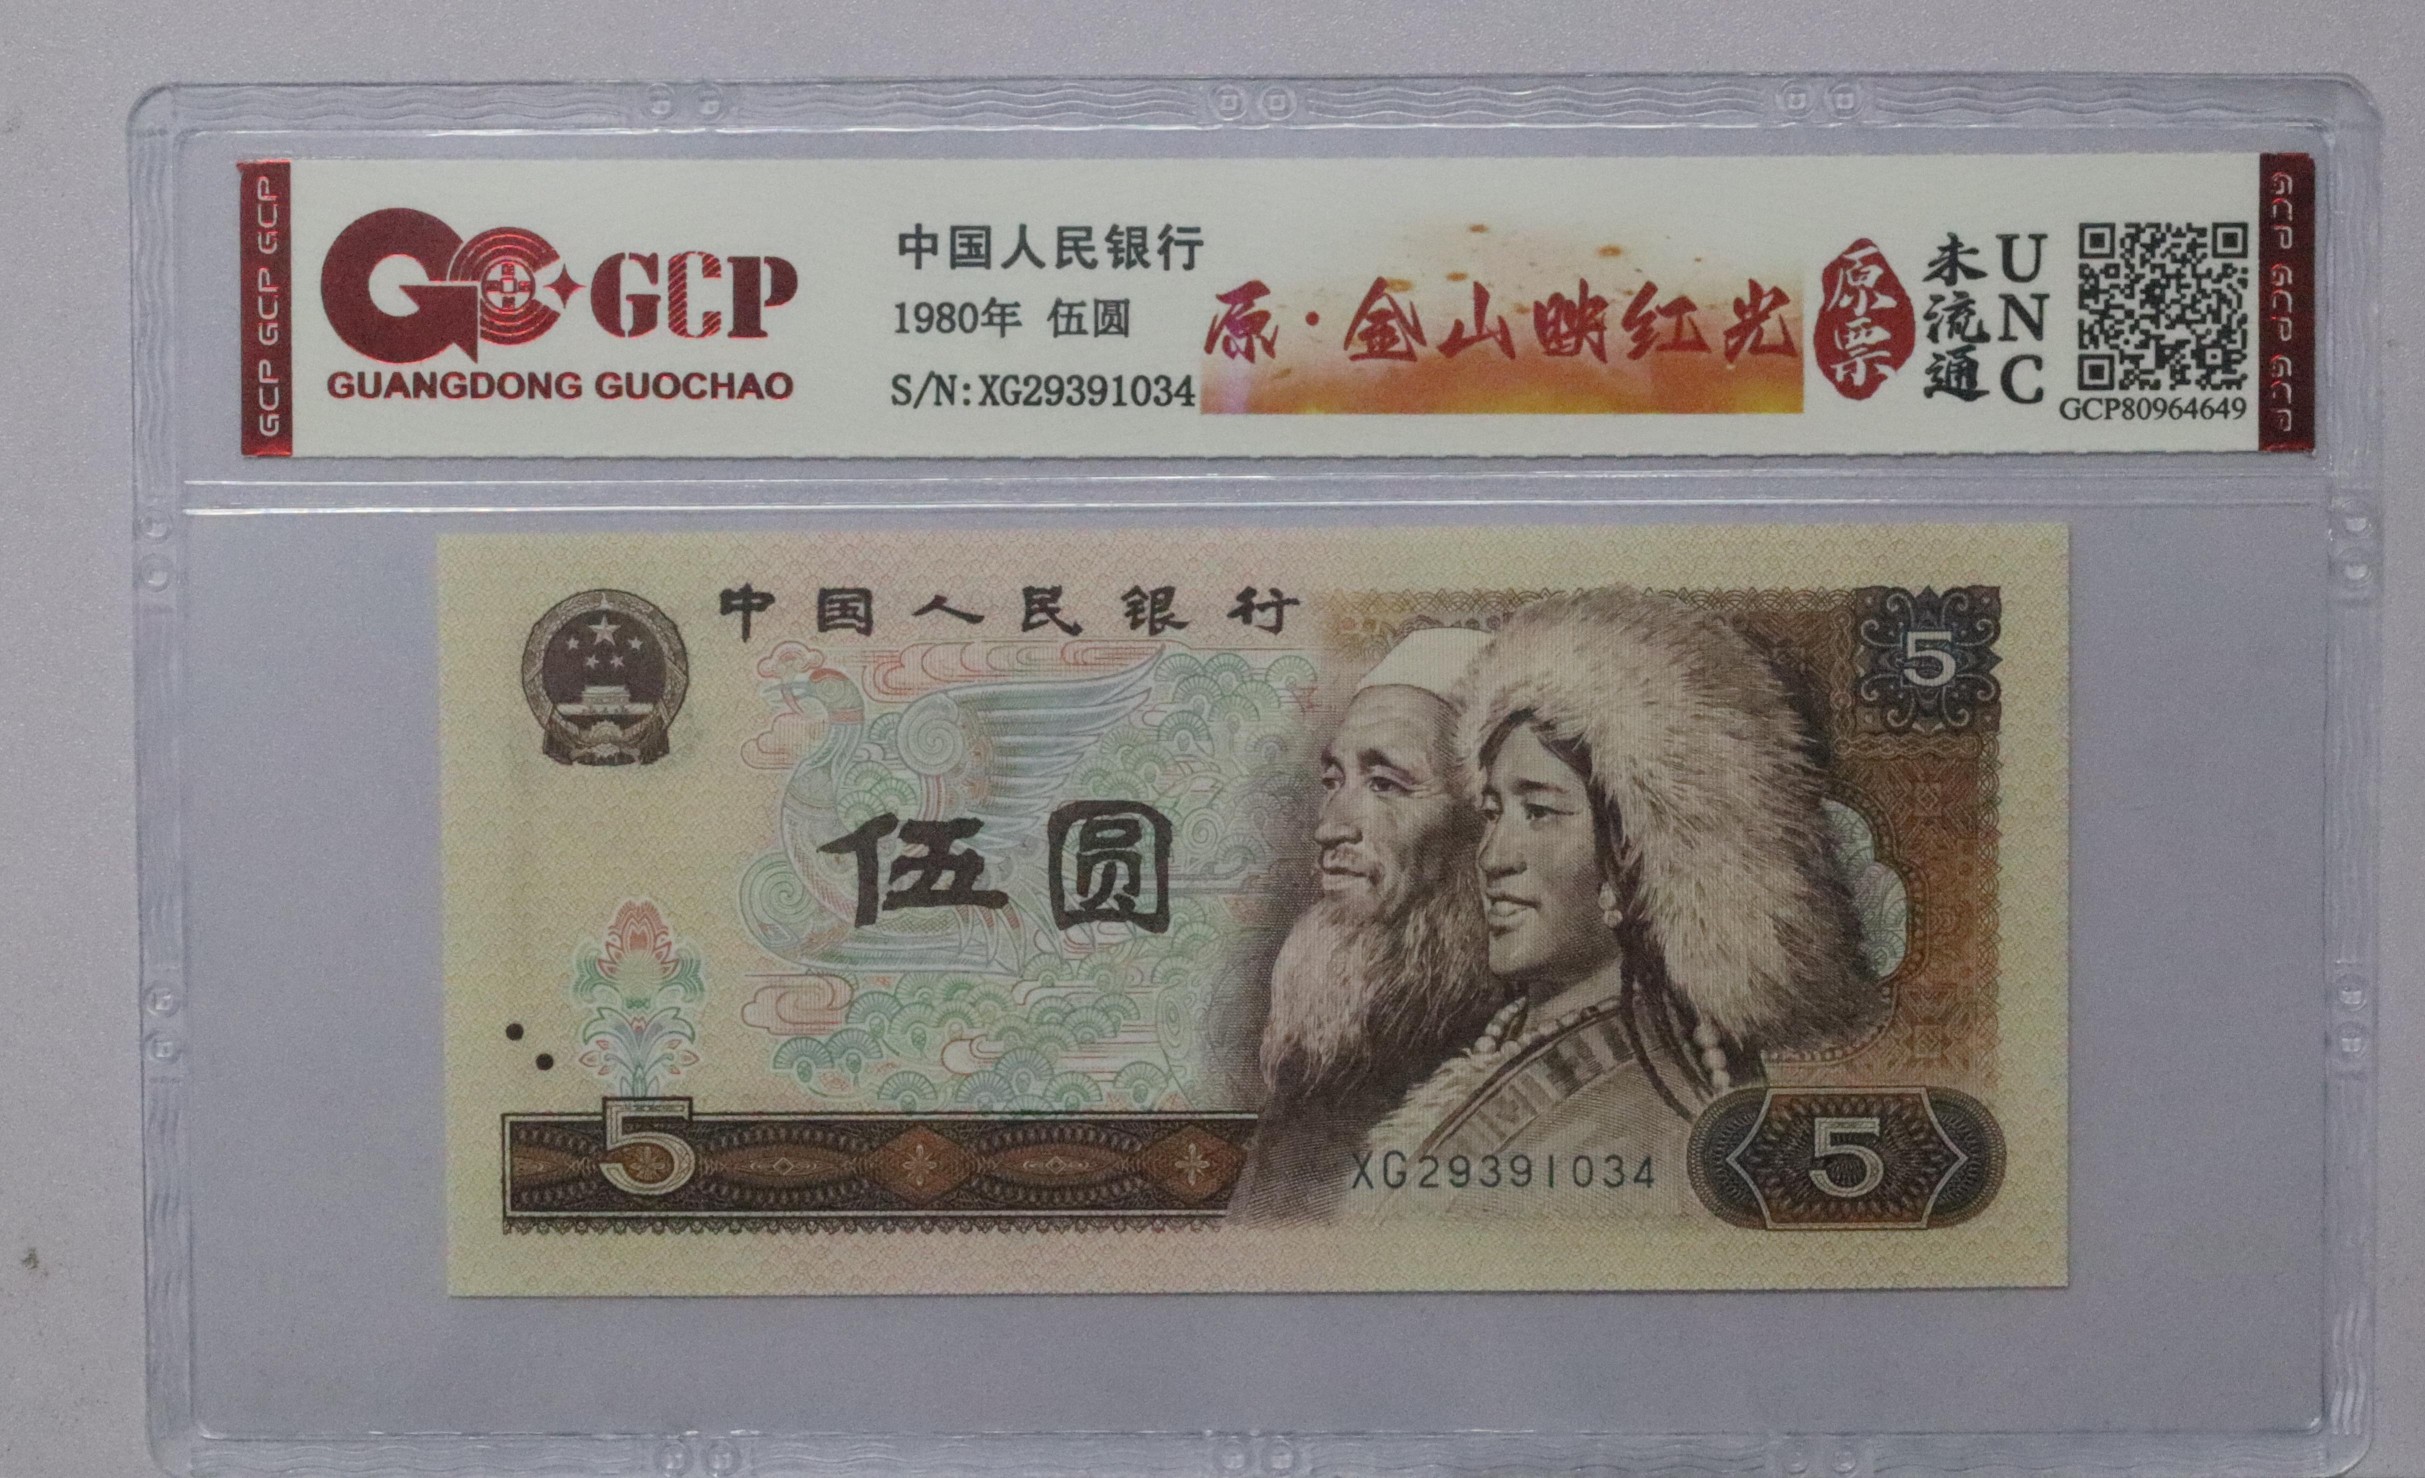 GCP GCP GCP
GCP
GUANGDONG GUOCHAO
中国人民银行
1980年 伍圆
S/N:XG29391034
原·金山映红光
原票
未流通
UNC
GCP80964649
GCP GCP GCP
中国人民银行
5
伍圆
5
XG29391034
5